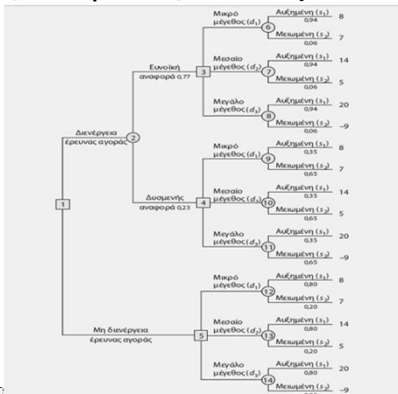 Μικρό
μέγεθος (d₁)
6
Αυξημένη (s₁)
0,94
8
Μειωμένη (s₂)
0,06
7
Ευνοϊκή
αναφορά 0,77
3
Μεσαίο
μέγεθος (d₂)
7
Αυξημένη (s₁)
0,94
14
Μειωμένη (s₂)
0,06
5
Μεγάλο
μέγεθος (d₃)
8
Αυξημένη (s₁)
0,94
20
Μειωμένη (s₂)
0,06
–9
Διενέργεια
έρευνας αγοράς
2
Μικρό
μέγεθος (d₁)
9
Αυξημένη (s₁)
0,35
8
Μειωμένη (s₂)
0,65
7
Δυσμενής
αναφορά 0,23
4
Μεσαίο
μέγεθος (d₂)
10
Αυξημένη (s₁)
0,35
14
Μειωμένη (s₂)
0,65
5
1
Μεγάλο
μέγεθος (d₃)
11
Αυξημένη (s₁)
0,35
20
Μειωμένη (s₂)
0,65
–9
Μικρό
μέγεθος (d₁)
12
Αυξημένη (s₁)
0,80
8
Μειωμένη (s₂)
0,20
7
Μη διενέργεια
έρευνας αγοράς
5
Μεσαίο
μέγεθος (d₂)
13
Αυξημένη (s₁)
0,80
14
Μειωμένη (s₂)
0,20
5
Μεγάλο
μέγεθος (d₃)
14
Αυξημένη (s₁)
0,80
20
Μειωμένη (s₂)
–9